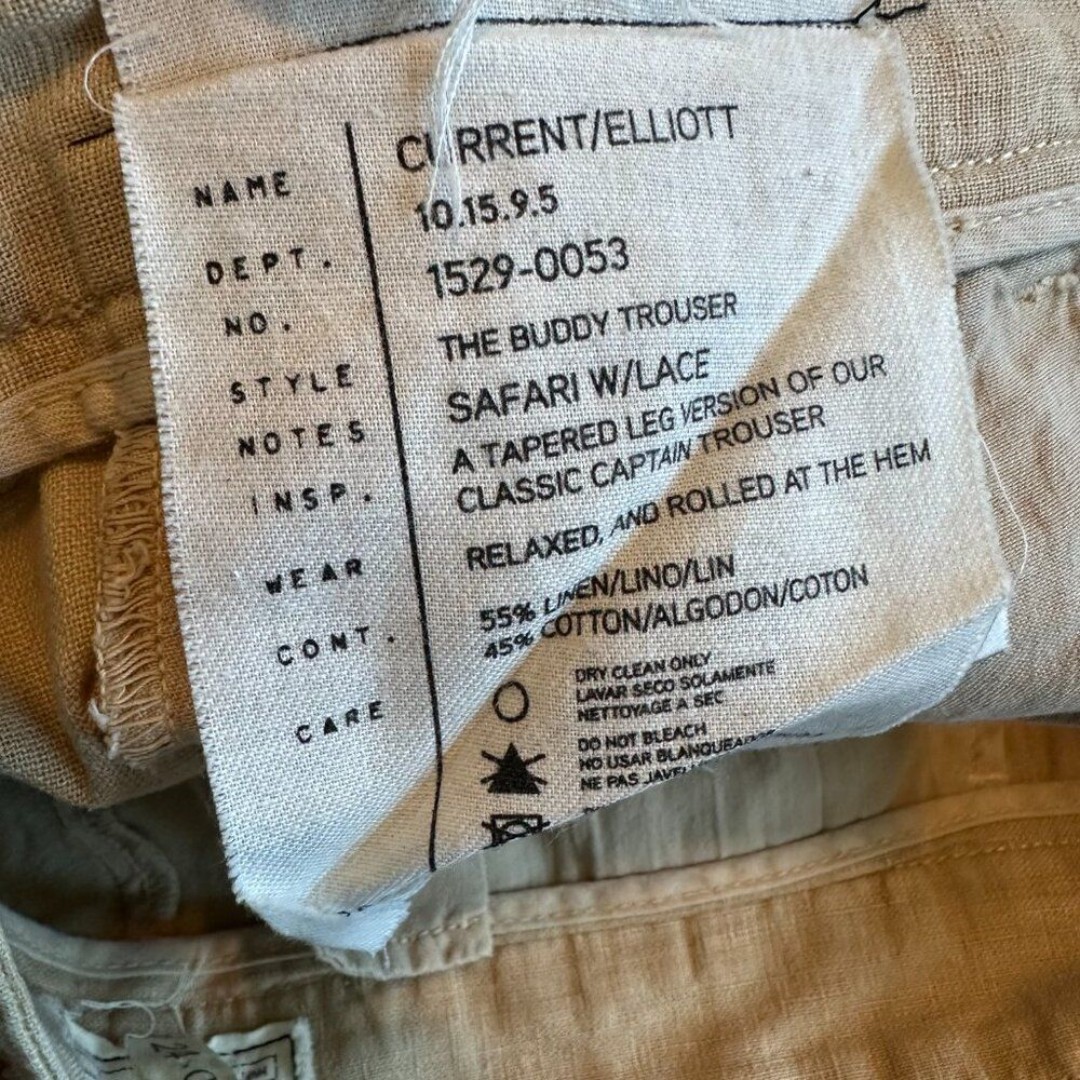 NAME CURRENT/ELLIOTT
DEPT. 10.15.9.5
NO. 1529-0053
STYLE THE BUDDY TROUSER
NOTES SAFARI W/LACE
INSP. A TAPERED LEG VERSION OF OUR
CLASSIC CAPTAIN TROUSER
WEAR RELAXED, AND ROLLED AT THE HEM
CONT. 55% LINEN/LINO/LIN
45% COTTON/ALGODON/COTON
CARE DRY CLEAN ONLY
LAVAR SECO SOLAMENTE
NETTOYAGE A SEC
DO NOT BLEACH
NO USAR
NE PAS